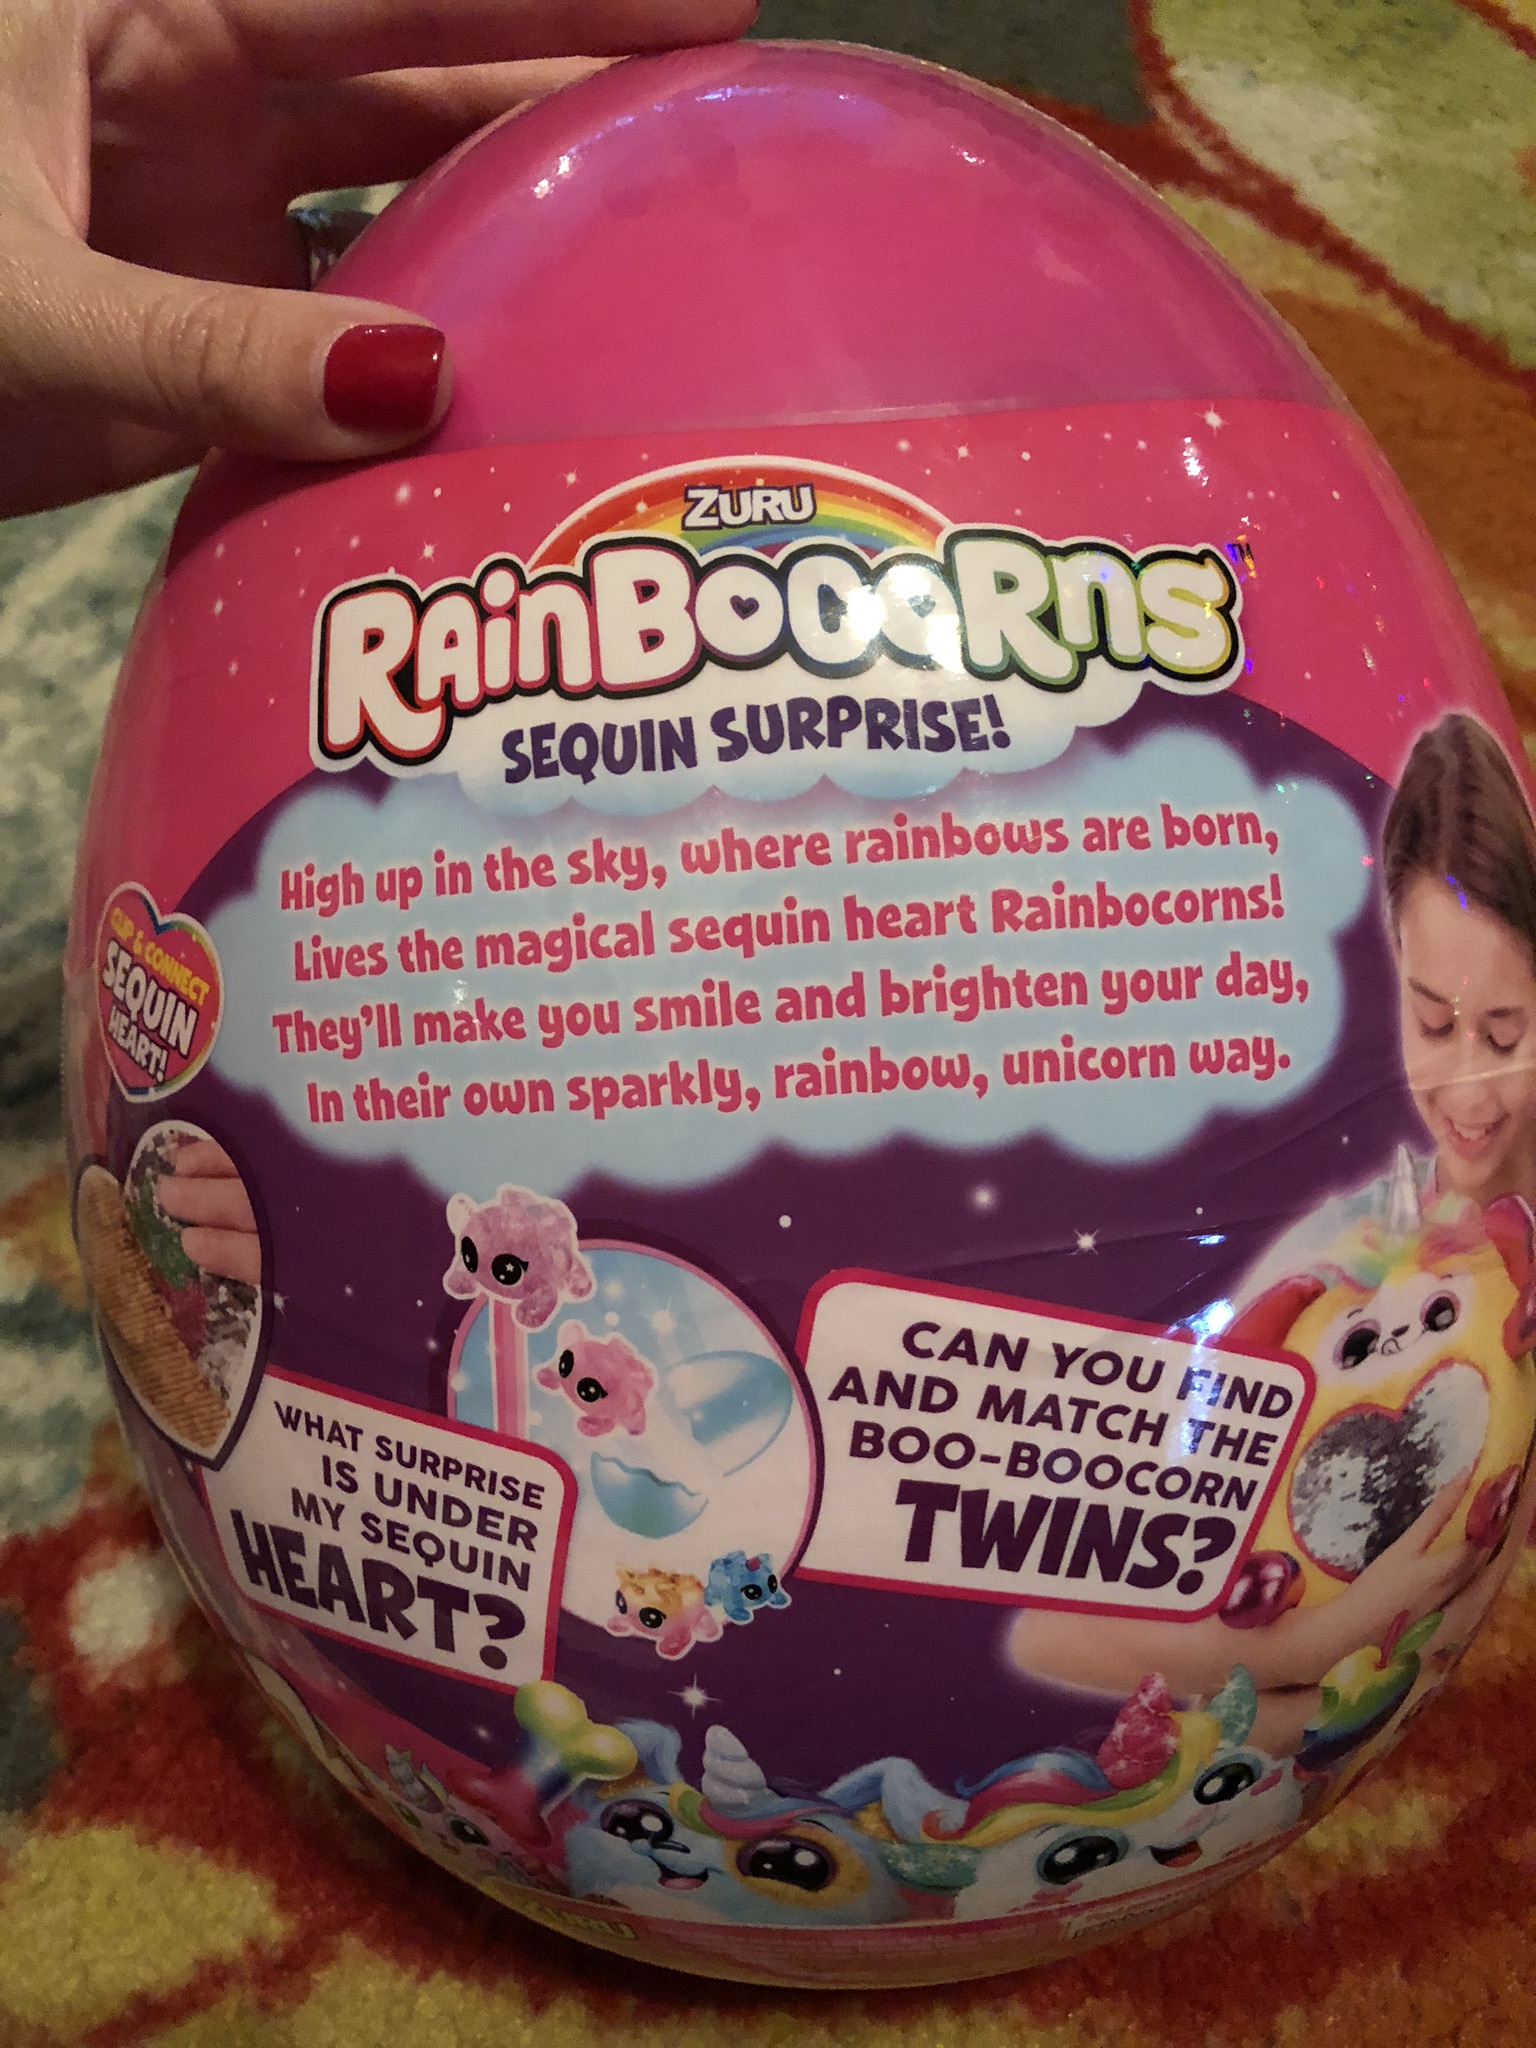 ZURU
RAINBOCORNS™
SEQUIN SURPRISE!
High up in the sky, where rainbows are born,
Lives the magical sequin heart Rainbocorns!
They'll make you smile and brighten your day,
In their own sparkly, rainbow, unicorn way.
CLIP & CONNECT
SEQUIN
HEART!
WHAT SURPRISE
IS UNDER
MY SEQUIN
HEART?
CAN YOU FIND
AND MATCH THE
BOO-BOOCORN
TWINS?
ZURU